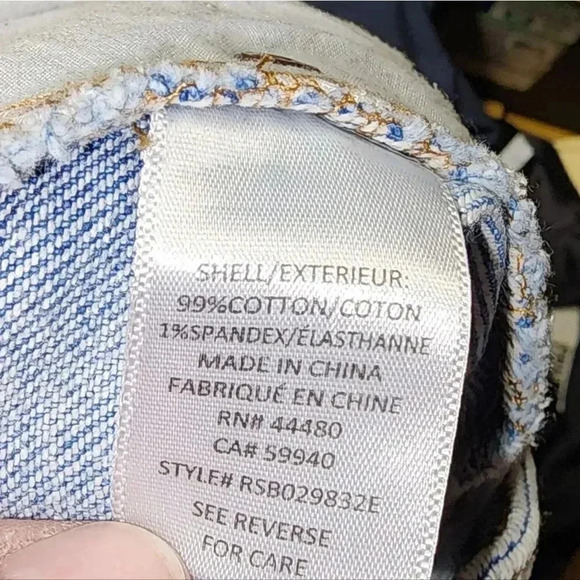 SHELL/EXTERIEUR:
99%COTTON/COTON
1%SPANDEX/ÉLASTHANNE
MADE IN CHINA
FABRIQUÉ EN CHINE
RN# 44480
CA# 59940
STYLE# RSB029832E
SEE REVERSE
FOR CARE